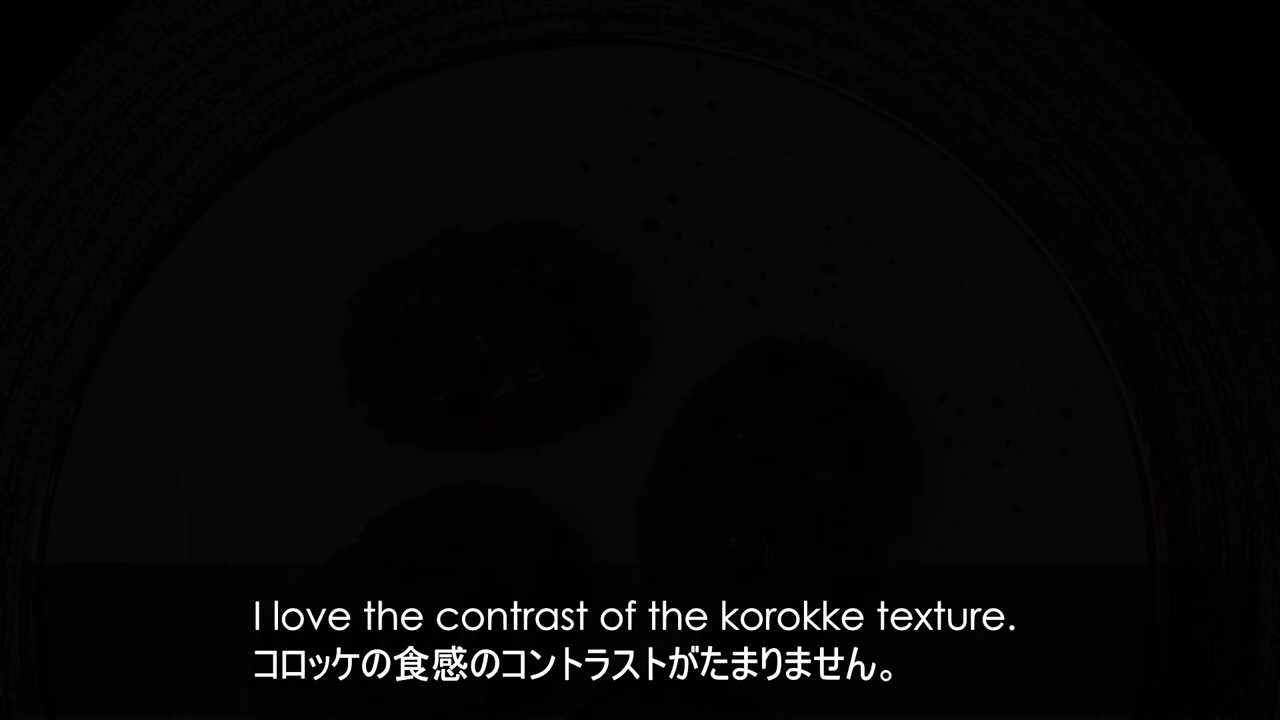 I love the contrast of the korokke texture.
コロッケの食感のコントラストがたまりません。